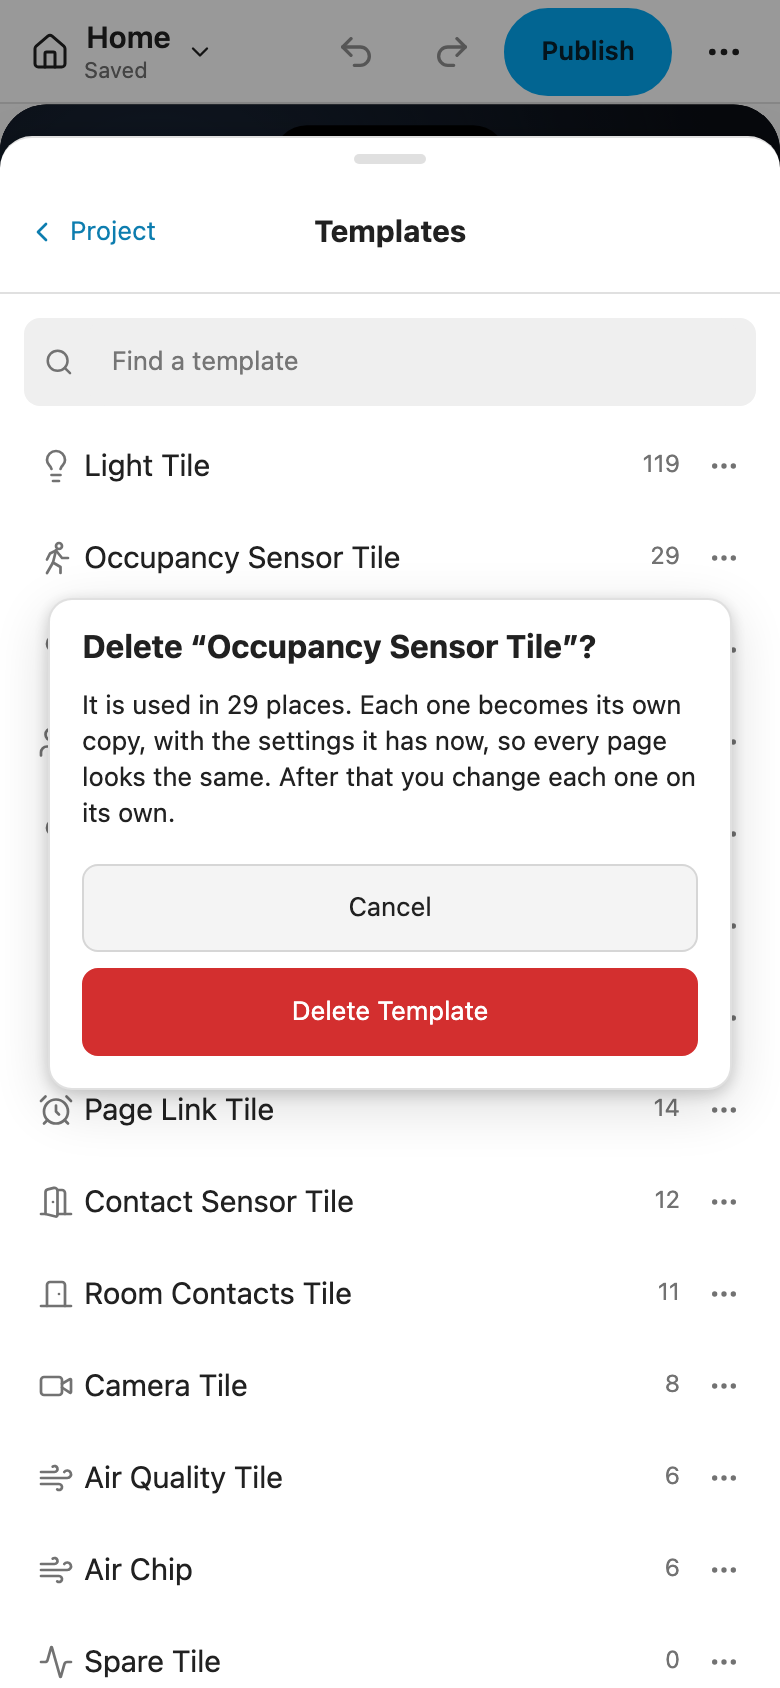 Home
Saved
Publish
Project
Templates
Find a template
Light Tile
119
Occupancy Sensor Tile
29
Delete “Occupancy Sensor Tile”?
It is used in 29 places. Each one becomes its own
copy, with the settings it has now, so every page
looks the same. After that you change each one on
its own.
Cancel
Delete Template
Page Link Tile
14
Contact Sensor Tile
12
Room Contacts Tile
11
Camera Tile
8
Air Quality Tile
6
Air Chip
6
Spare Tile
0